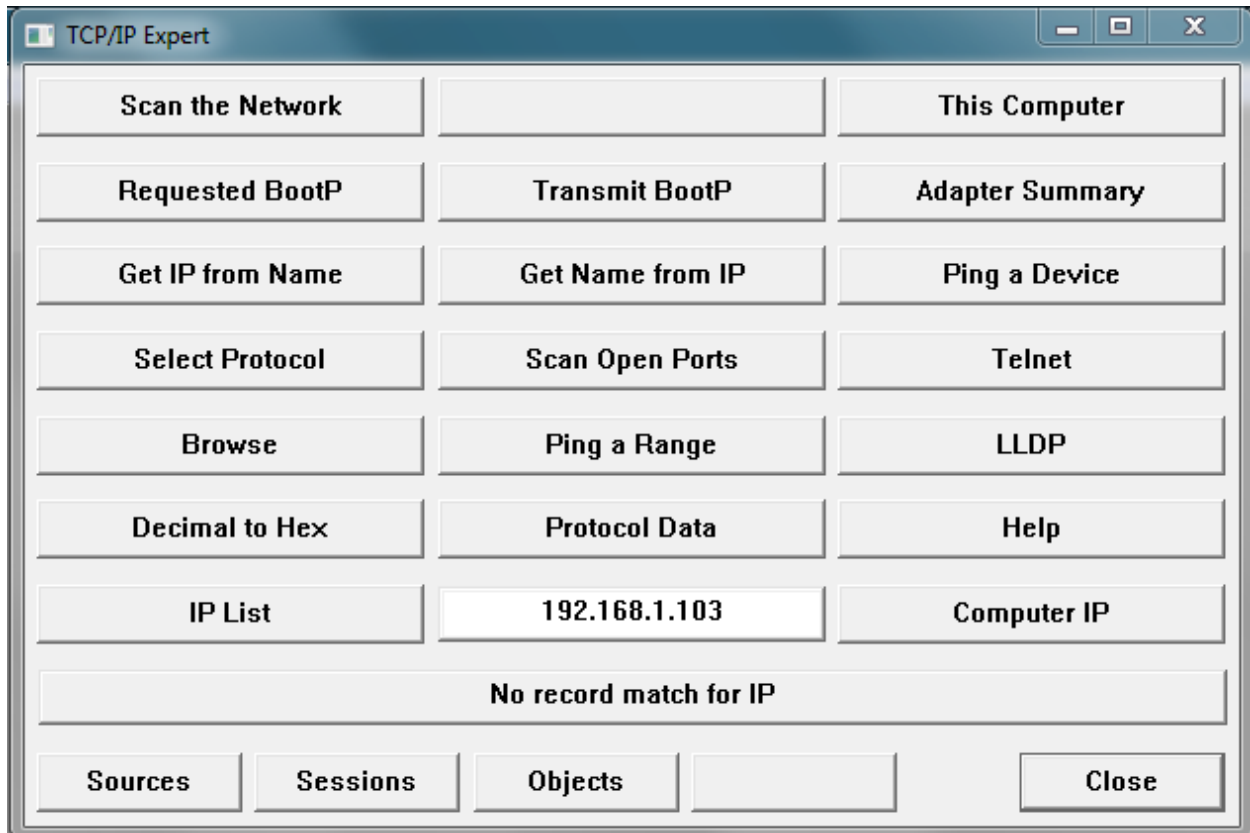 TCP/IP Expert
Scan the Network
This Computer
Requested BootP
Transmit BootP
Adapter Summary
Get IP from Name
Get Name from IP
Ping a Device
Select Protocol
Scan Open Ports
Telnet
Browse
Ping a Range
LLDP
Decimal to Hex
Protocol Data
Help
IP List
192.168.1.103
Computer IP
No record match for IP
Sources
Sessions
Objects
Close